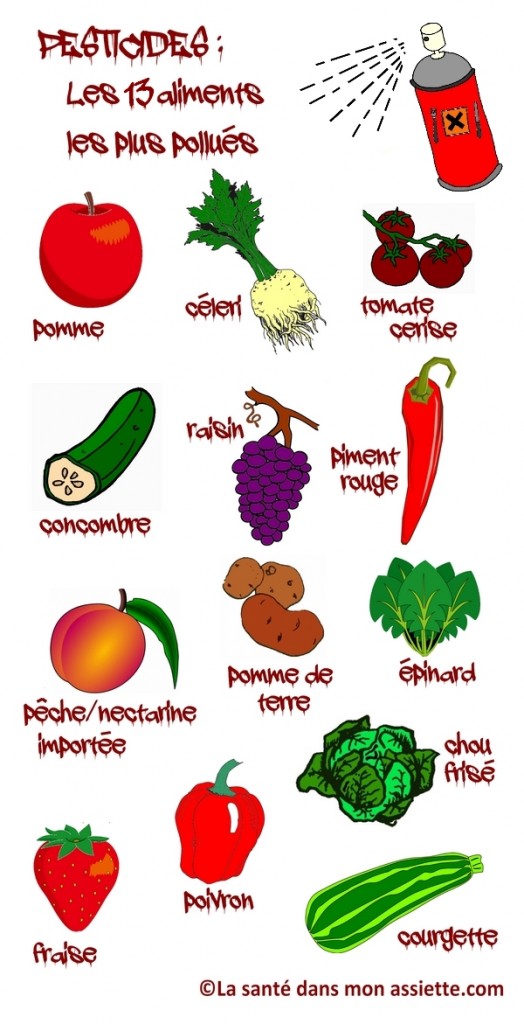 PESTICIDES :
Les 13 aliments
les plus pollués
pomme
céleri
tomate
cerise
concombre
raisin
piment
rouge
pêche/nectarine
importée
pomme de
terre
épinard
chou
frisé
fraise
poivron
courgette
©La santé dans mon assiette.com